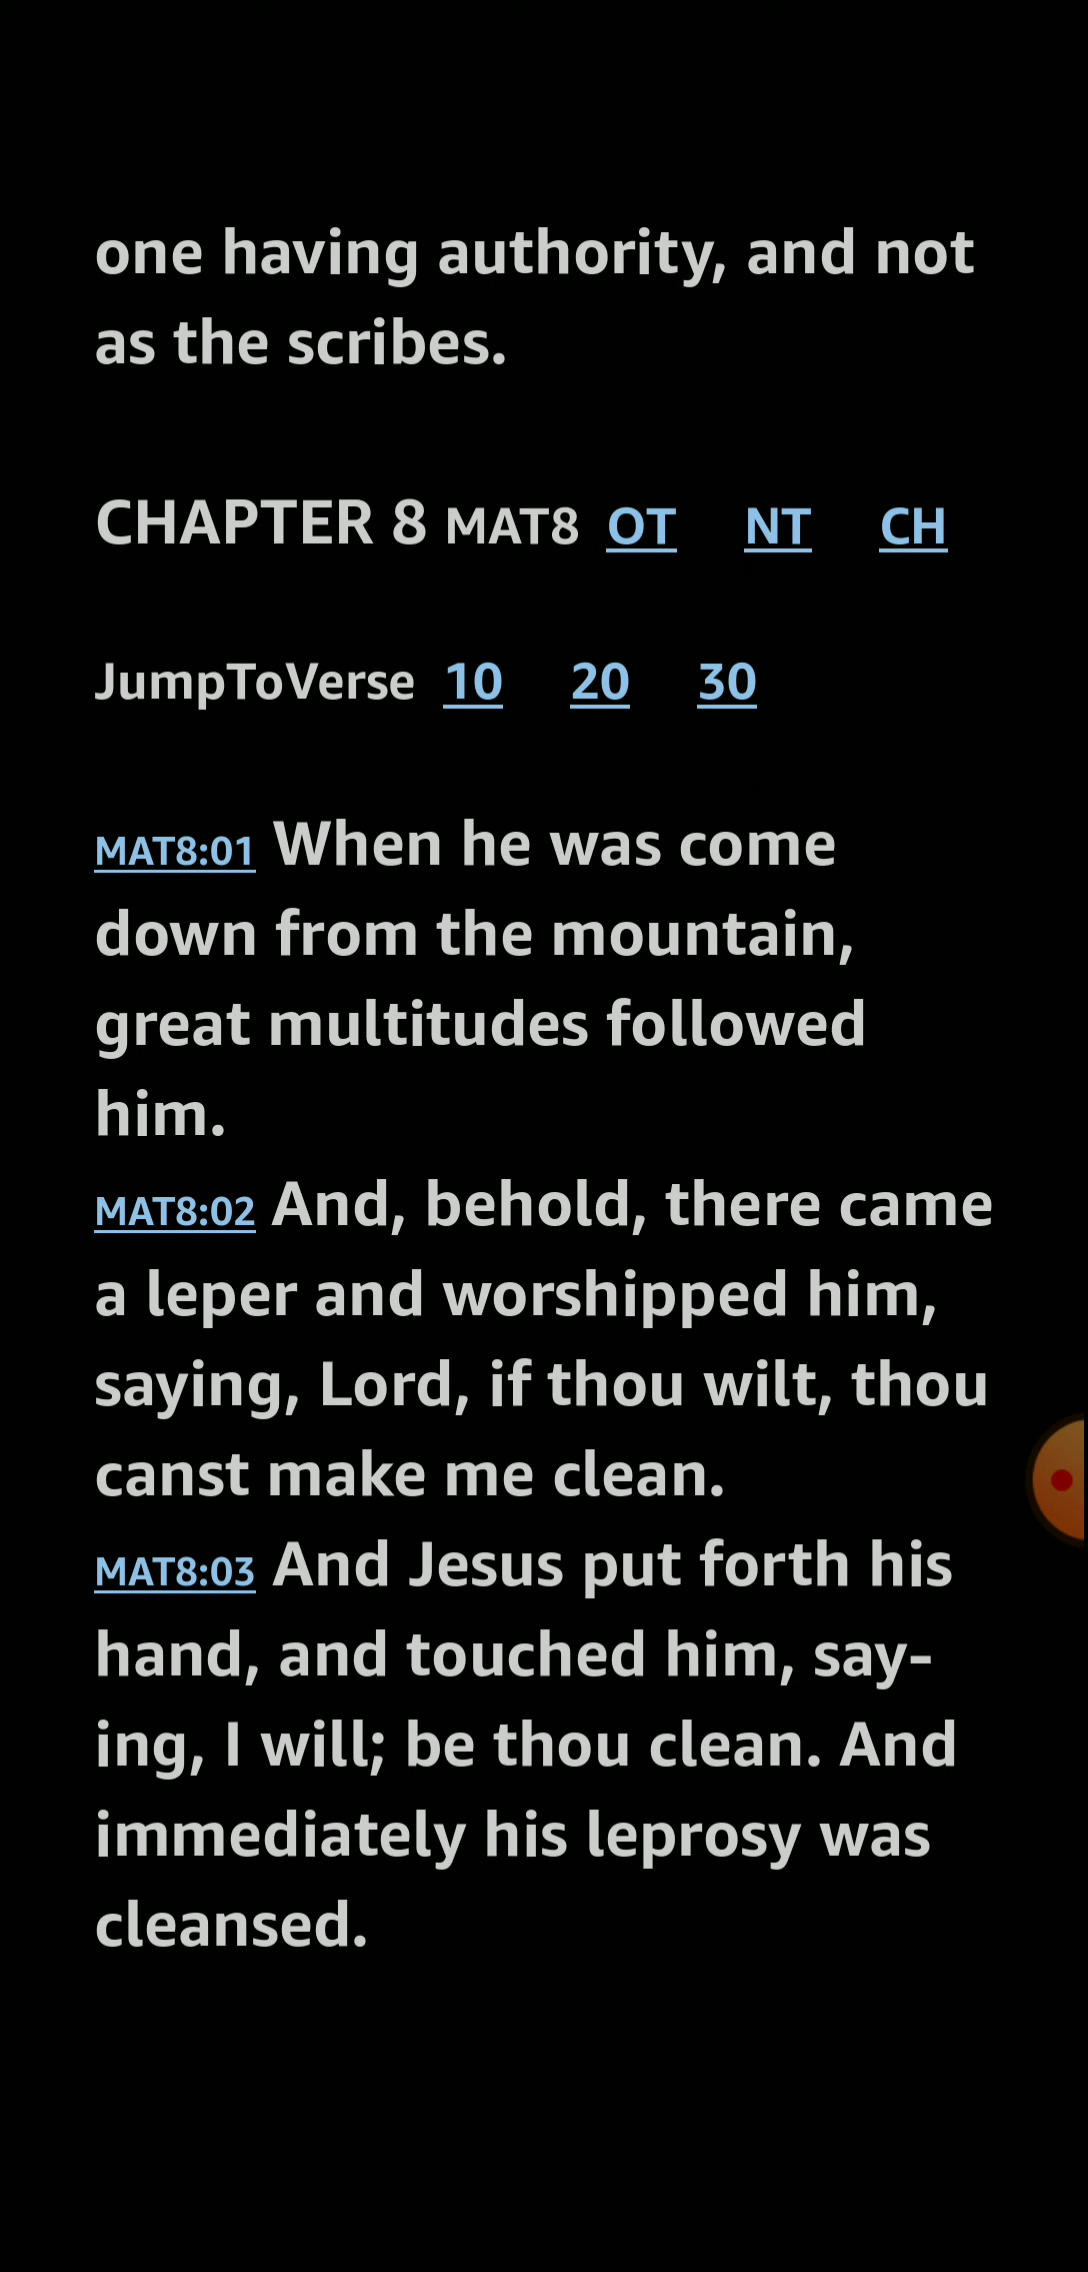 one having authority, and not
as the scribes.
CHAPTER 8 MAT8 OT NT CH
JumpToVerse 10 20 30
MAT8:01 When he was come
down from the mountain,
great multitudes followed
him.
MAT8:02 And, behold, there came
a leper and worshipped him,
saying, Lord, if thou wilt, thou
canst make me clean.
MAT8:03 And Jesus put forth his
hand, and touched him, say-
ing, I will; be thou clean. And
immediately his leprosy was
cleansed.